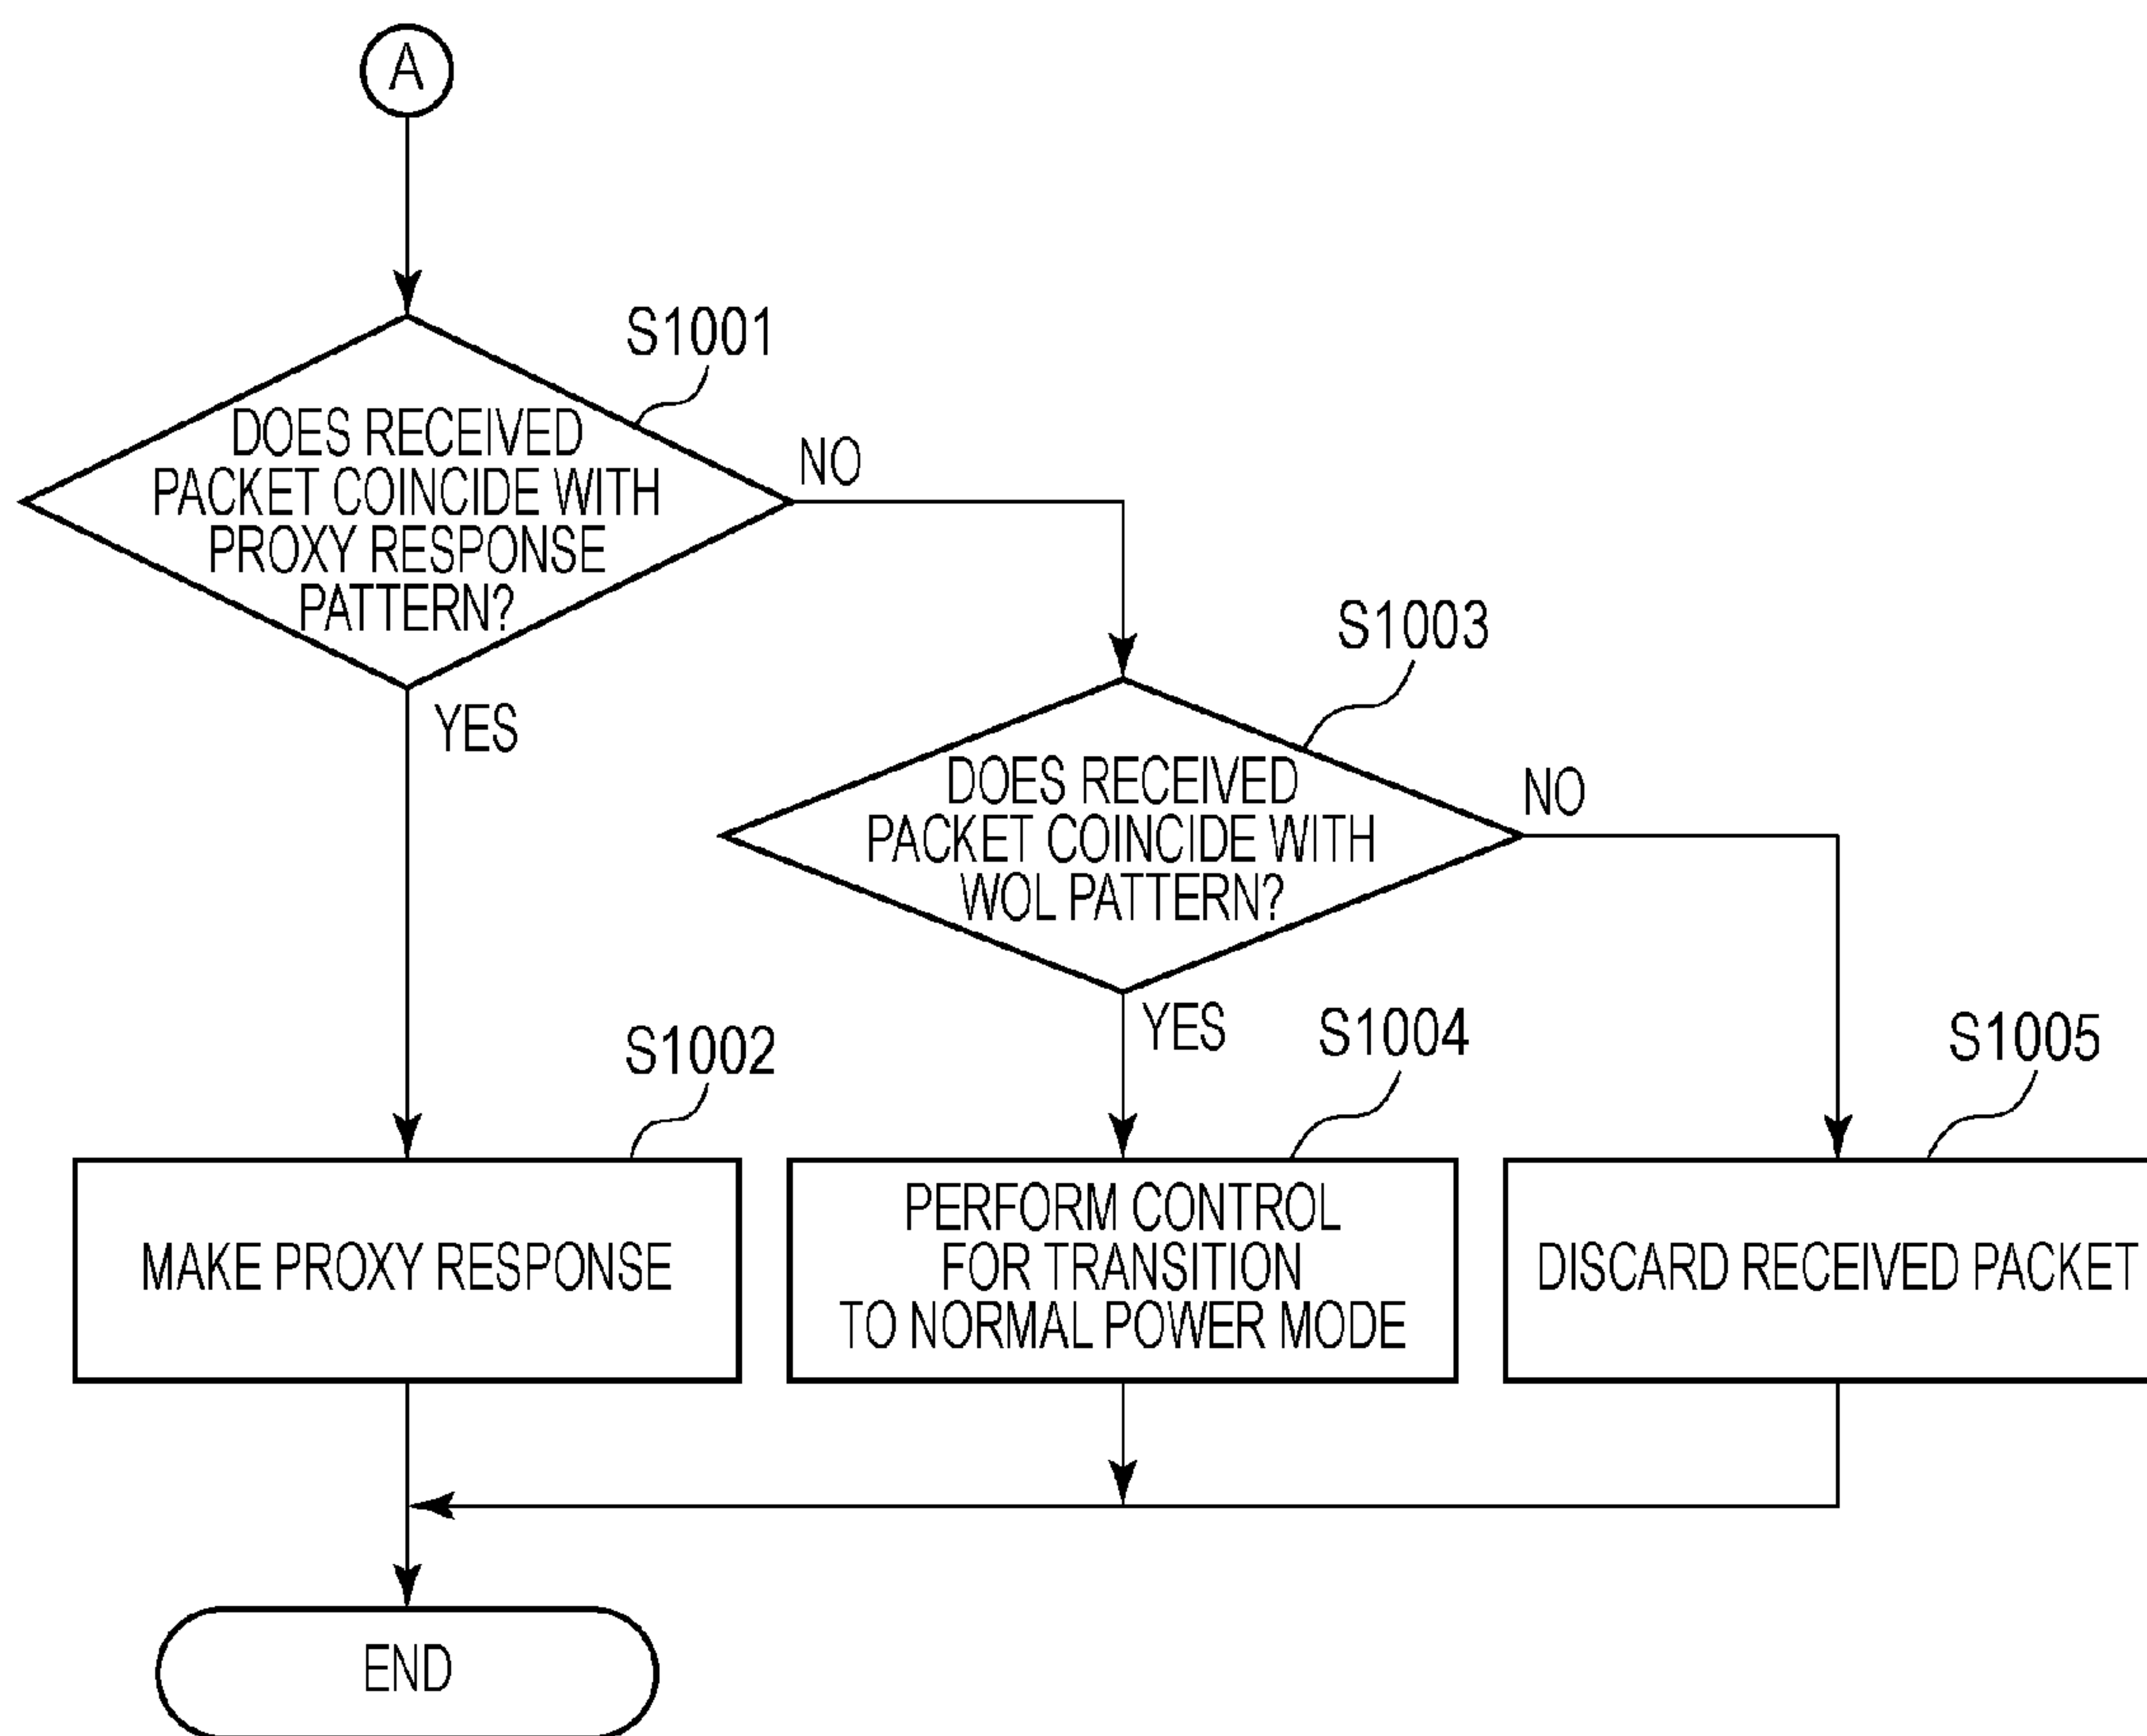 A
S1001
DOES RECEIVED
PACKET COINCIDE WITH
PROXY RESPONSE
PATTERN?
NO
YES
S1003
DOES RECEIVED
PACKET COINCIDE WITH
WOL PATTERN?
NO
YES
S1002
MAKE PROXY RESPONSE
S1004
PERFORM CONTROL
FOR TRANSITION
TO NORMAL POWER MODE
S1005
DISCARD RECEIVED PACKET
END